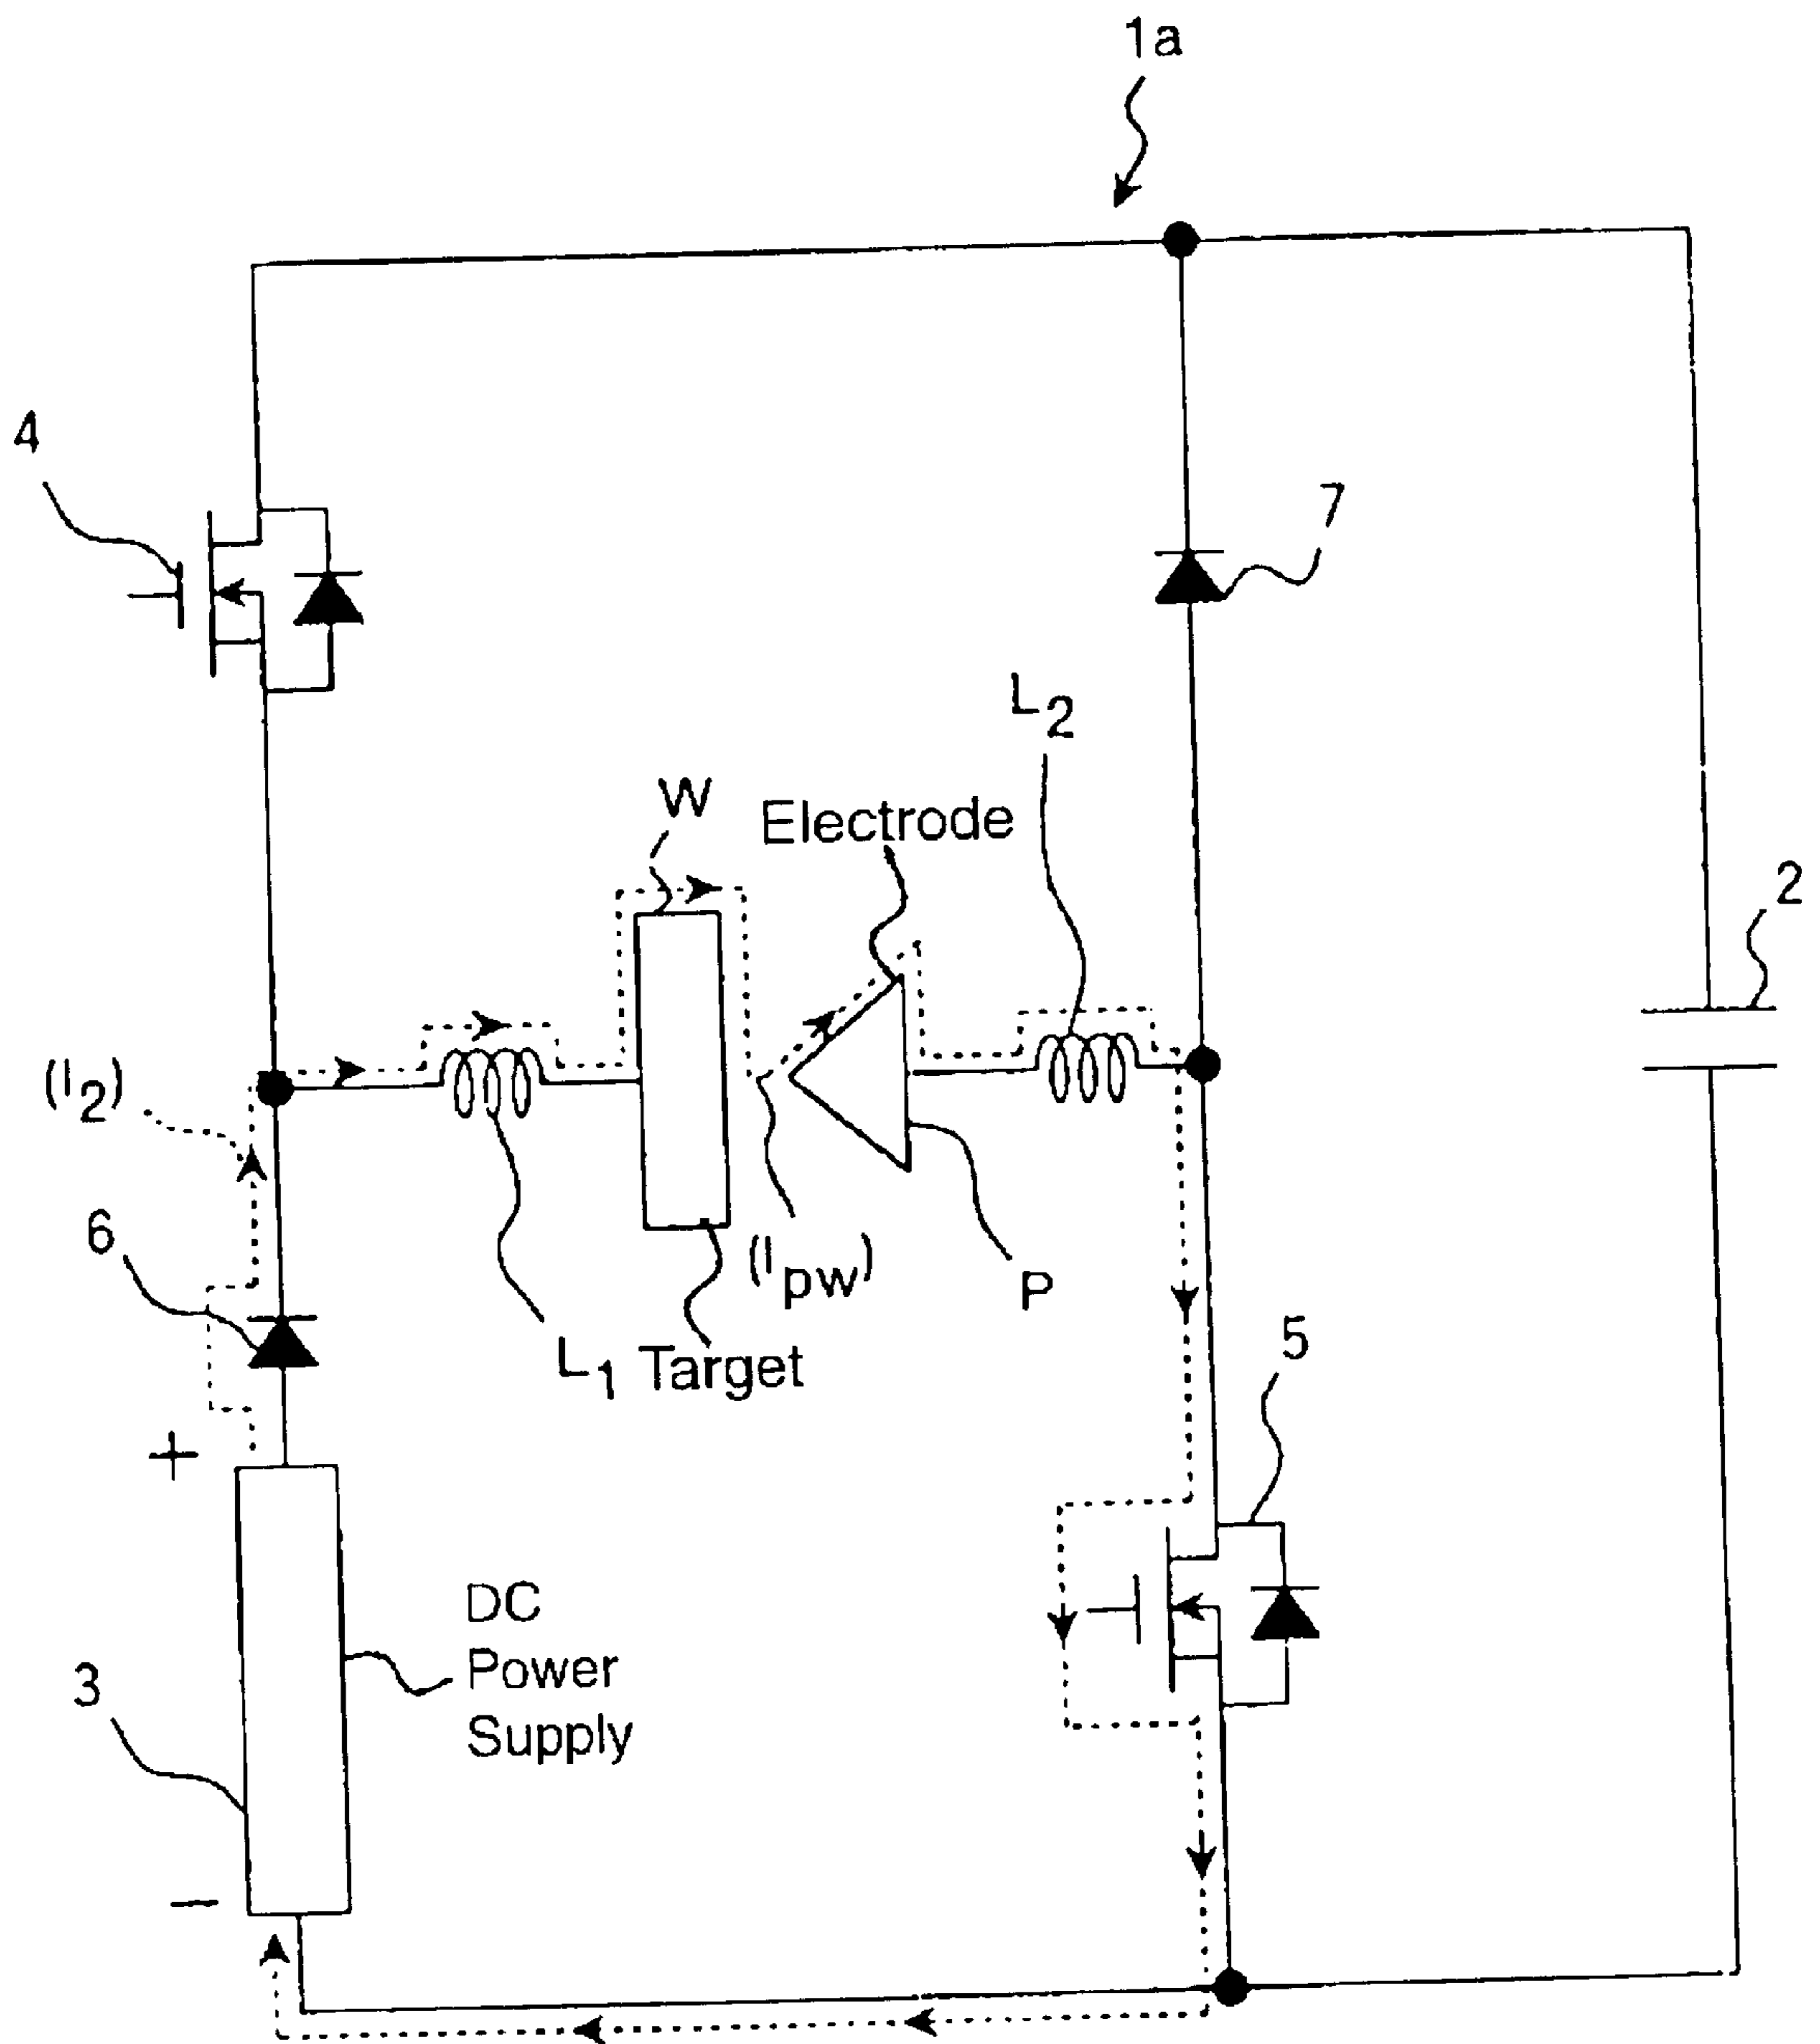 1a
4
7
L2
W
Electrode
2
(I2)
6
(Ipw)
P
5
L1 Target
+
DC
Power
Supply
3
−